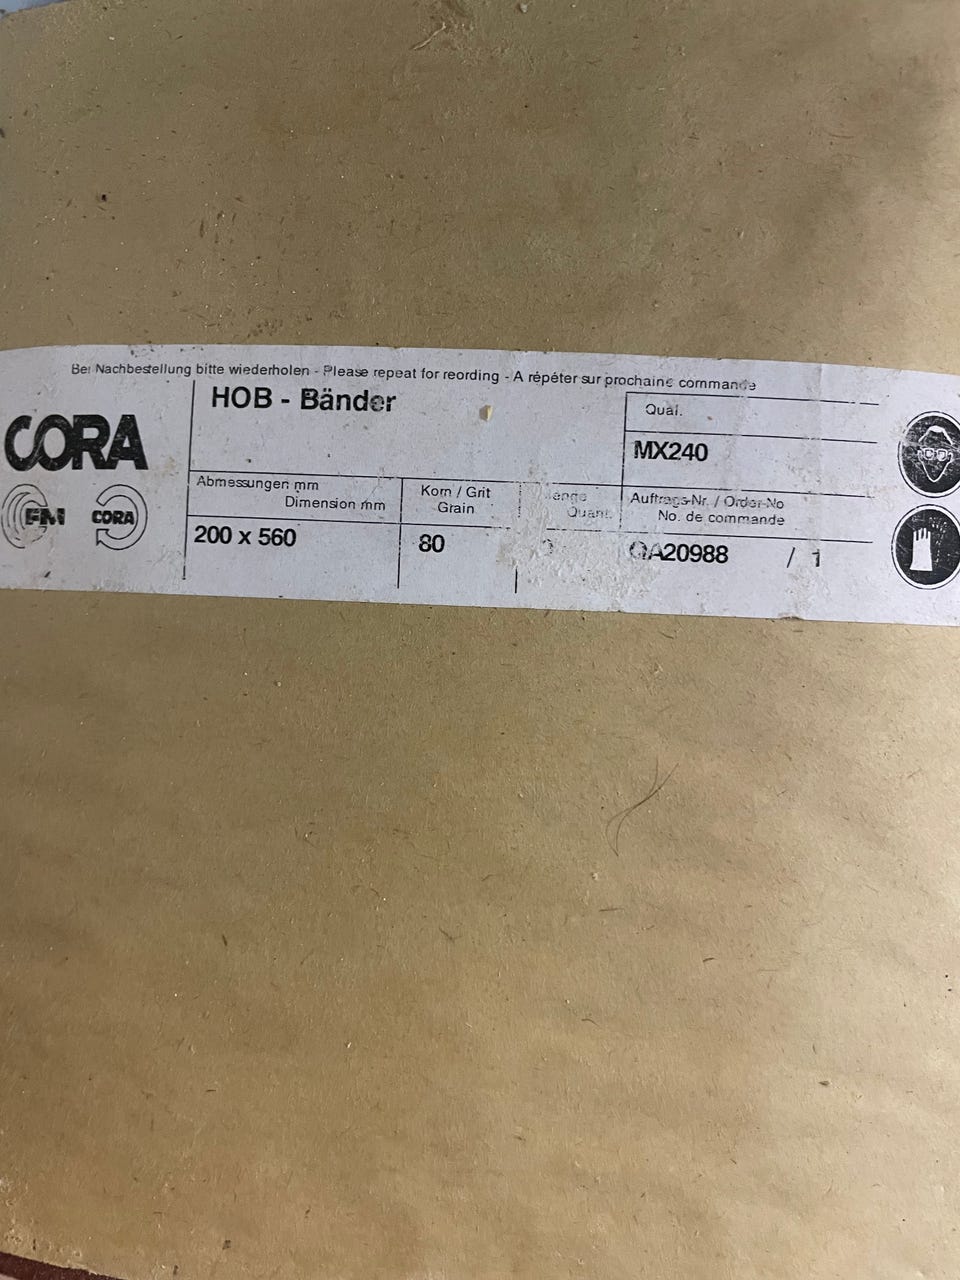 Bei Nachbestellung bitte wiederholen - Please repeat for reording - A répéter sur prochaine commande
CORA
HOB - Bänder
Qual.
MX240
Abmessungen mm
Dimension mm
Korn / Grit
Grain
Quant.
Auftrags-Nr. / Order-No
No. de commande
CORA
200 x 560
80
QA20988 / 1